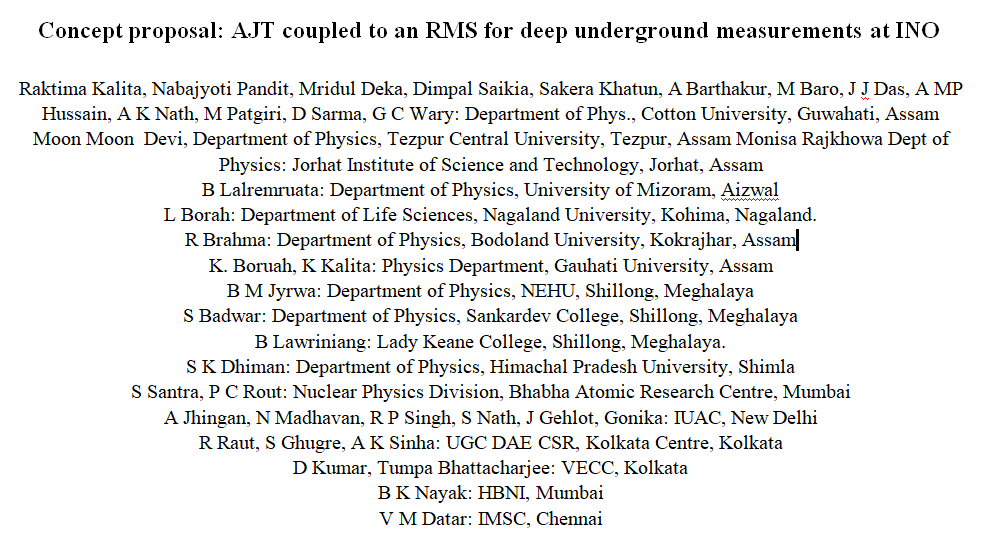 Concept proposal: AJT coupled to an RMS for deep underground measurements at INO
Raktima Kalita, Nabajyoti Pandit, Mridul Deka, Dimpal Saikia, Sakera Khatun, A Barthakur, M Baro, J J Das, A MP
Hussain, A K Nath, M Patgiri, D Sarma, G C Wary: Department of Phys., Cotton University, Guwahati, Assam
Moon Moon  Devi, Department of Physics, Tezpur Central University, Tezpur, Assam Monisa Rajkhowa Dept of
Physics: Jorhat Institute of Science and Technology, Jorhat, Assam
B Lalremruata: Department of Physics, University of Mizoram, Aizwal
L Borah: Department of Life Sciences, Nagaland University, Kohima, Nagaland.
R Brahma: Department of Physics, Bodoland University, Kokrajhar, Assam
K. Boruah, K Kalita: Physics Department, Gauhati University, Assam
B M Jyrwa: Department of Physics, NEHU, Shillong, Meghalaya
S Badwar: Department of Physics, Sankardev College, Shillong, Meghalaya
B Lawriniang: Lady Keane College, Shillong, Meghalaya.
S K Dhiman: Department of Physics, Himachal Pradesh University, Shimla
S Santra, P C Rout: Nuclear Physics Division, Bhabha Atomic Research Centre, Mumbai
A Jhingan, N Madhavan, R P Singh, S Nath, J Gehlot, Gonika: IUAC, New Delhi
R Raut, S Ghugre, A K Sinha: UGC DAE CSR, Kolkata Centre, Kolkata
D Kumar, Tumpa Bhattacharjee: VECC, Kolkata
B K Nayak: HBNI, Mumbai
V M Datar: IMSC, Chennai